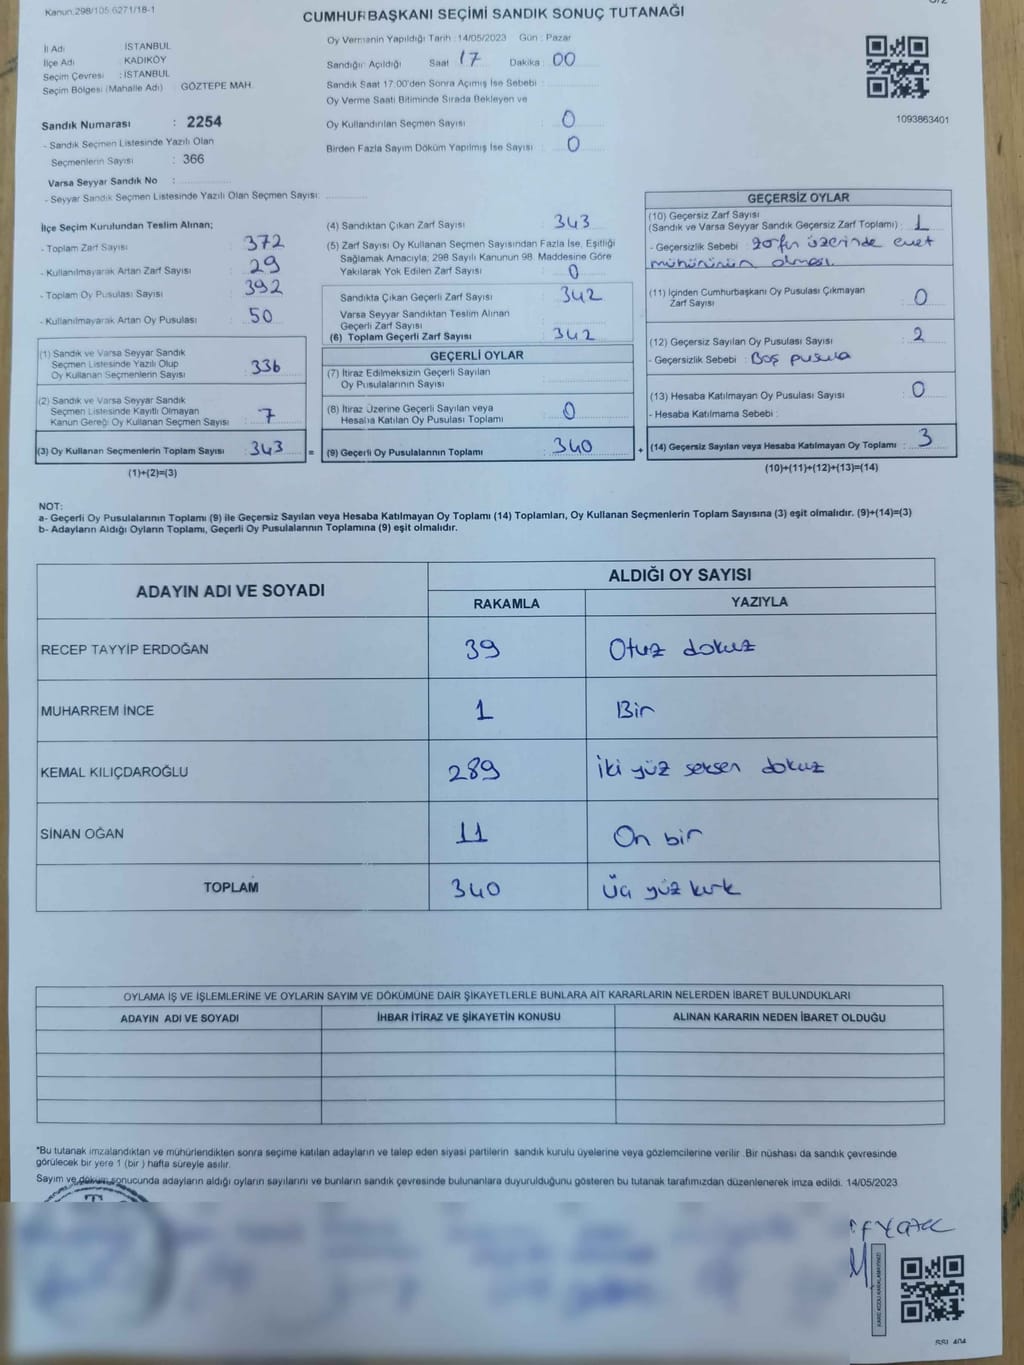 Kanun.298/105.6271/18-1
CUMHURBAŞKANI SEÇİMİ SANDIK SONUÇ TUTANAĞI
İl Adı : İSTANBUL
İlçe Adı : KADIKÖY
Seçim Çevresi : İSTANBUL
Seçim Bölgesi (Mahalle Adı) : GÖZTEPE MAH.
Oy Vermenin Yapıldığı Tarih : 14/05/2023 Gün : Pazar
Sandığın Açıldığı Saat 17 Dakika : 00
Sandık Saat 17:00'den Sonra Açımış İse Sebebi :
Oy Verme Saati Bitiminde Sırada Bekleyen ve
Oy Kullandırılan Seçmen Sayısı : 0
Birden Fazla Sayım Döküm Yapılmış İse Sayısı : 0
1093863401
Sandık Numarası : 2254
- Sandık Seçmen Listesinde Yazılı Olan
Seçmenlerin Sayısı : 366
Varsa Seyyar Sandık No :
- Seyyar Sandık Seçmen Listesinde Yazılı Olan Seçmen Sayısı:
İlçe Seçim Kurulundan Teslim Alınan;
- Toplam Zarf Sayısı : 372
- Kullanılmayarak Artan Zarf Sayısı : 29
- Toplam Oy Pusulası Sayısı : 392
- Kullanılmayarak Artan Oy Pusulası : 50
(1) Sandık ve Varsa Seyyar Sandık
Seçmen Listesinde Yazılı Olup
Oy Kullanan Seçmenlerin Sayısı : 336
(2) Sandık ve Varsa Seyyar Sandık
Seçmen Listesinde Kayıtlı Olmayan
Kanun Gereği Oy Kullanan Seçmen Sayısı : 7
(3) Oy Kullanan Seçmenlerin Toplam Sayısı : 343
(1)+(2)=(3)
(4) Sandıktan Çıkan Zarf Sayısı : 343
(5) Zarf Sayısı Oy Kullanan Seçmen Sayısından Fazla İse, Eşitliği
Sağlamak Amacıyla; 298 Sayılı Kanunun 98. Maddesine Göre
Yakılarak Yok Edilen Zarf Sayısı : 0
Sandıkta Çıkan Geçerli Zarf Sayısı : 342
Varsa Seyyar Sandıktan Teslim Alınan
Geçerli Zarf Sayısı :
(6) Toplam Geçerli Zarf Sayısı : 342
GEÇERLİ OYLAR
(7) İtiraz Edilmeksizin Geçerli Sayılan
Oy Pusulalarının Sayısı :
(8) İtiraz Üzerine Geçerli Sayılan veya
Hesaba Katılan Oy Pusulası Toplamı : 0
= (9) Geçerli Oy Pusulalarının Toplamı : 340
GEÇERSİZ OYLAR
(10) Geçersiz Zarf Sayısı
(Sandık ve Varsa Seyyar Sandık Geçersiz Zarf Toplamı) : 1
- Geçersizlik Sebebi : zarfın üzerinde evet
mühürünün olması.
(11) İçinden Cumhurbaşkanı Oy Pusulası Çıkmayan
Zarf Sayısı : 0
(12) Geçersiz Sayılan Oy Pusulası Sayısı : 2
- Geçersizlik Sebebi : Boş pusula
(13) Hesaba Katılmayan Oy Pusulası Sayısı : 0
- Hesaba Katılmama Sebebi :
+ (14) Geçersiz Sayılan veya Hesaba Katılmayan Oy Toplamı : 3
(10)+(11)+(12)+(13)=(14)
NOT:
a- Geçerli Oy Pusulalarının Toplamı (9) ile Geçersiz Sayılan veya Hesaba Katılmayan Oy Toplamı (14) Toplamları, Oy Kullanan Seçmenlerin Toplam Sayısına (3) eşit olmalıdır. (9)+(14)=(3)
b- Adayların Aldığı Oyların Toplamı, Geçerli Oy Pusulalarının Toplamına (9) eşit olmalıdır.
ADAYIN ADI VE SOYADI ALDIĞI OY SAYISI
RAKAMLA YAZIYLA
RECEP TAYYİP ERDOĞAN 39 Otuz dokuz
MUHARREM İNCE 1 Bir
KEMAL KILIÇDAROĞLU 289 iki yüz seksen dokuz
SİNAN OĞAN 11 On bir
TOPLAM 340 üç yüz kırk
OYLAMA İŞ VE İŞLEMLERİNE VE OYLARIN SAYIM VE DÖKÜMÜNE DAİR ŞİKAYETLERLE BUNLARA AİT KARARLARIN NELERDEN İBARET BULUNDUKLARI
ADAYIN ADI VE SOYADI İHBAR İTİRAZ VE ŞİKAYETİN KONUSU ALINAN KARARIN NEDEN İBARET OLDUĞU
*Bu tutanak imzalandıktan ve mühürlendikten sonra seçime katılan adayların ve talep eden siyasi partilerin sandık kurulu üyelerine veya gözlemcilerine verilir .Bir nüshası da sandık çevresinde
görülecek bir yere 1 (bir ) hafta süreyle asılır.
Sayım ve döküm sonucunda adayların aldığı oyların sayılarını ve bunların sandık çevresinde bulunanlara duyurulduğunu gösteren bu tutanak tarafımızdan düzenlenerek imza edildi. 14/05/2023